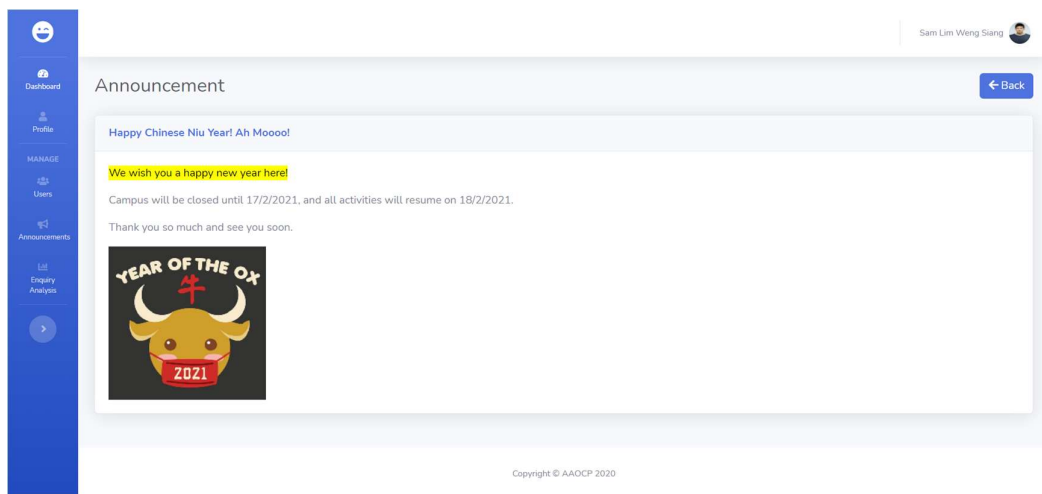 Sam Lim Weng Siang
Dashboard
Profile
MANAGE
Users
Announcements
Enquiry
Analysis
Announcement
Back
Happy Chinese Niu Year! Ah Moooo!
We wish you a happy new year here!
Campus will be closed until 17/2/2021, and all activities will resume on 18/2/2021.
Thank you so much and see you soon.
YEAR OF THE OX
牛
2021
Copyright © AAOCP 2020